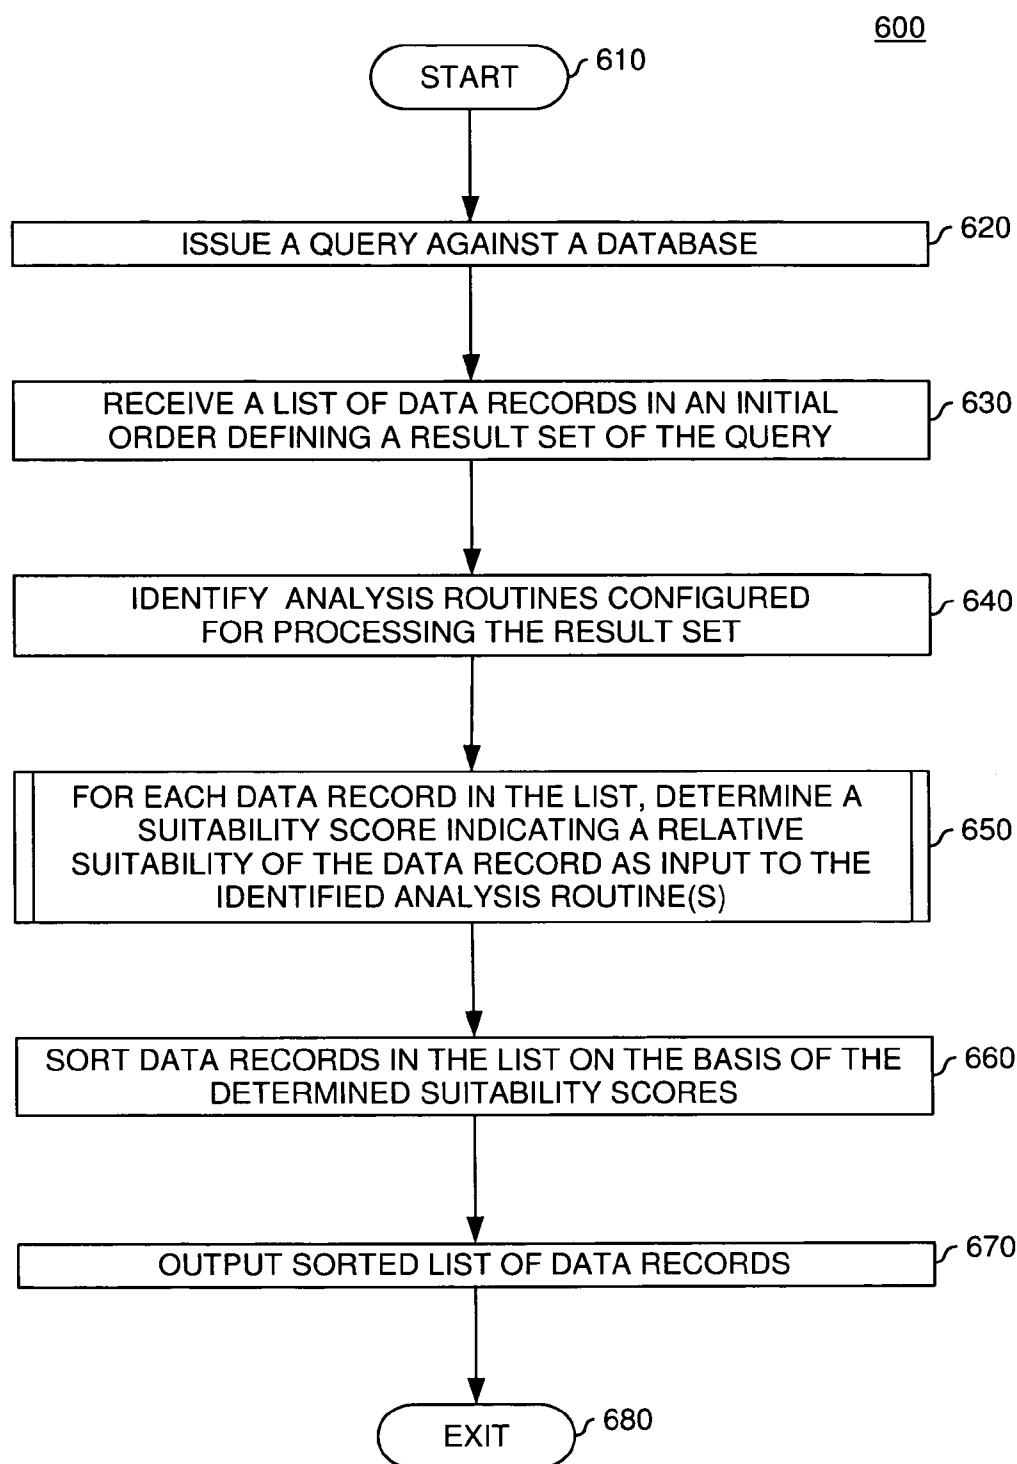 600
START
610
ISSUE A QUERY AGAINST A DATABASE
620
RECEIVE A LIST OF DATA RECORDS IN AN INITIAL
ORDER DEFINING A RESULT SET OF THE QUERY
630
IDENTIFY ANALYSIS ROUTINES CONFIGURED
FOR PROCESSING THE RESULT SET
640
FOR EACH DATA RECORD IN THE LIST, DETERMINE A
SUITABILITY SCORE INDICATING A RELATIVE
SUITABILITY OF THE DATA RECORD AS INPUT TO THE
IDENTIFIED ANALYSIS ROUTINE(S)
650
SORT DATA RECORDS IN THE LIST ON THE BASIS OF THE
DETERMINED SUITABILITY SCORES
660
OUTPUT SORTED LIST OF DATA RECORDS
670
EXIT
680